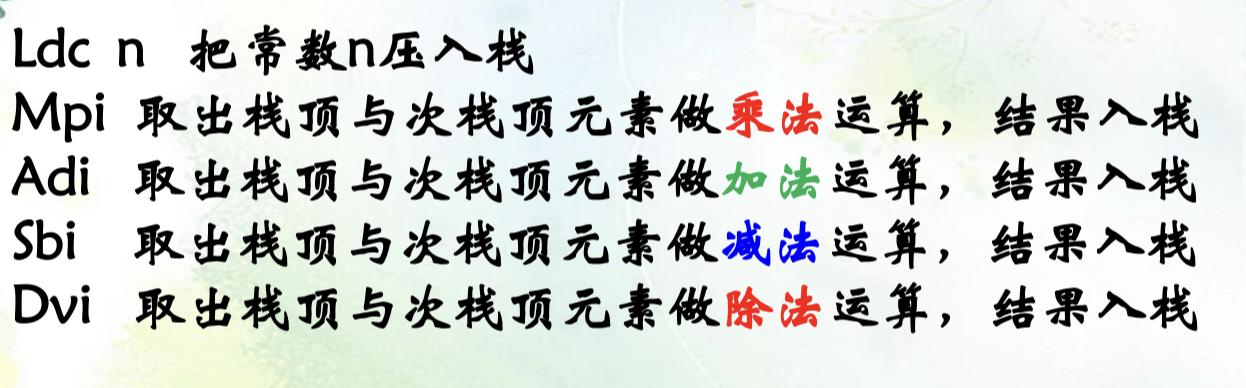 Ldc n 把常数n压入栈
Mpi 取出栈顶与次栈顶元素做乘法运算，结果入栈
Adi 取出栈顶与次栈顶元素做加法运算，结果入栈
Sbi 取出栈顶与次栈顶元素做减法运算，结果入栈
Dvi 取出栈顶与次栈顶元素做除法运算，结果入栈